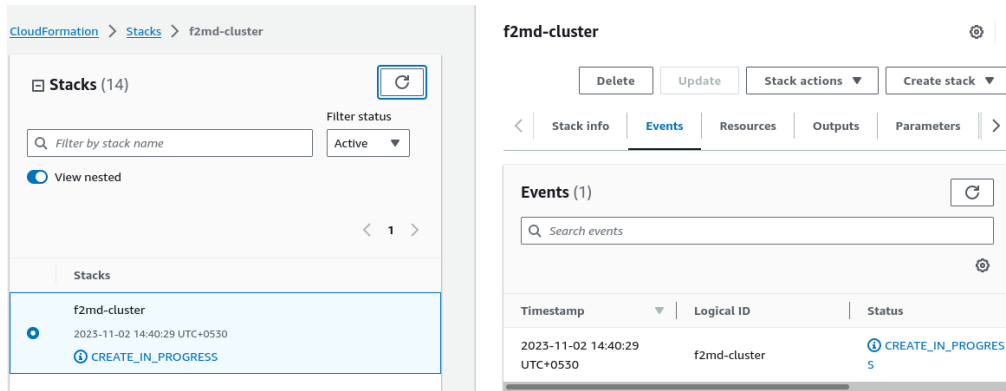 CloudFormation > Stacks > f2md-cluster
Stacks (14)
Filter status
Filter by stack name
Active
View nested
1
Stacks
f2md-cluster
2023-11-02 14:40:29 UTC+0530
CREATE_IN_PROGRESS
f2md-cluster
Delete Update Stack actions Create stack
Stack info Events Resources Outputs Parameters
Events (1)
Search events
Timestamp Logical ID Status
2023-11-02 14:40:29 f2md-cluster CREATE_IN_PROGRES
UTC+0530 S